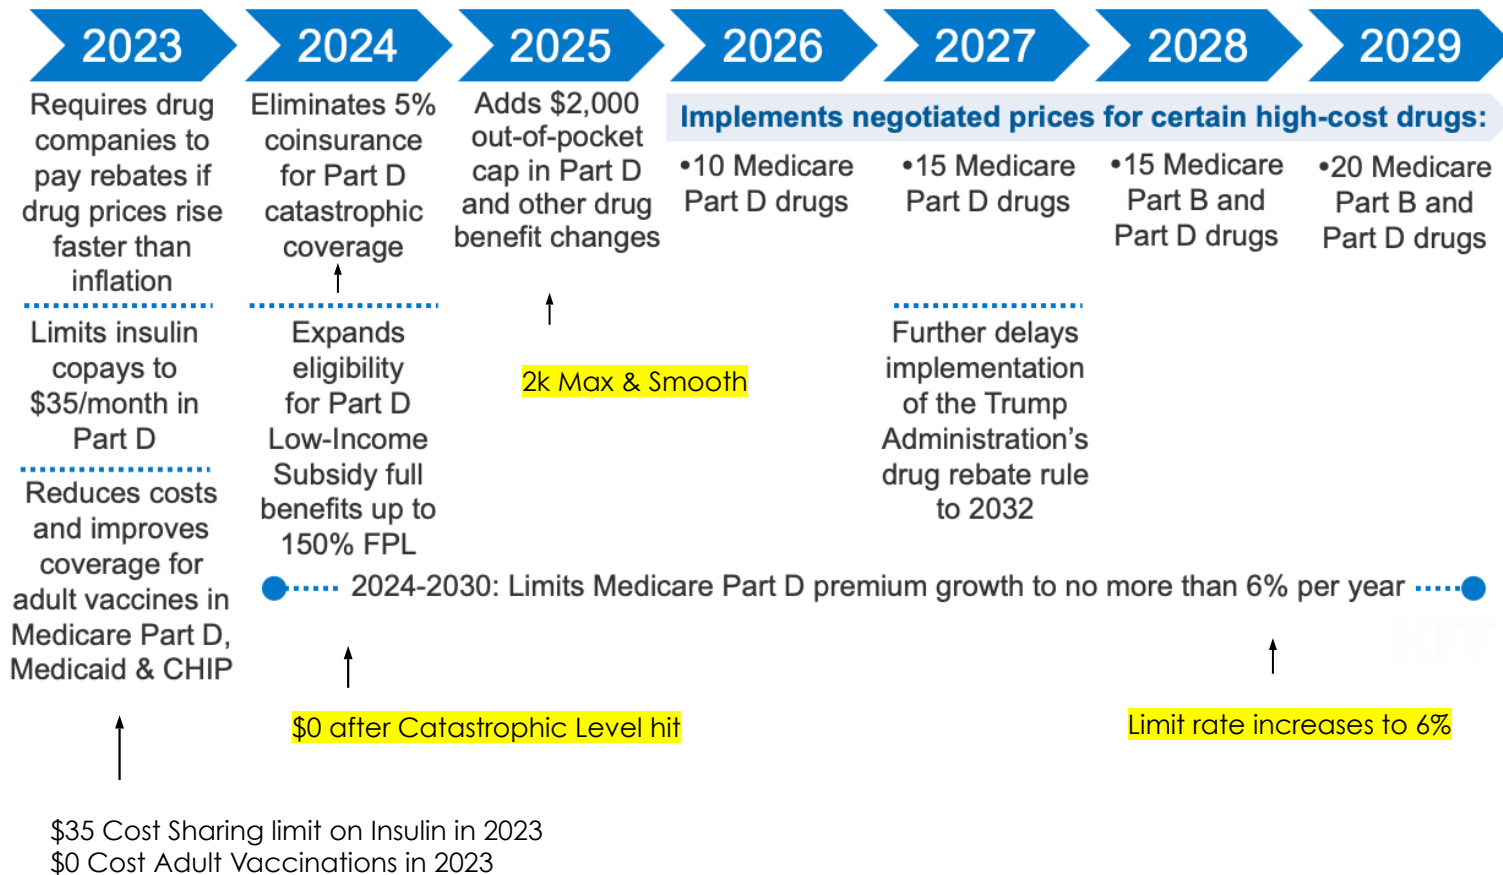 2023
2024
2025
2026
2027
2028
2029
Requires drug
companies to
pay rebates if
drug prices rise
faster than
inflation
Limits insulin
copays to
$35/month in
Part D
Reduces costs
and improves
coverage for
adult vaccines in
Medicare Part D,
Medicaid & CHIP
Eliminates 5%
coinsurance
for Part D
catastrophic
coverage
Expands
eligibility
for Part D
Low-Income
Subsidy full
benefits up to
150% FPL
Adds $2,000
out-of-pocket
cap in Part D
and other drug
benefit changes
2k Max & Smooth
Implements negotiated prices for certain high-cost drugs:
•10 Medicare
Part D drugs
•15 Medicare
Part D drugs
•15 Medicare
Part B and
Part D drugs
•20 Medicare
Part B and
Part D drugs
Further delays
implementation
of the Trump
Administration’s
drug rebate rule
to 2032
2024-2030: Limits Medicare Part D premium growth to no more than 6% per year
KFF
$0 after Catastrophic Level hit
Limit rate increases to 6%
$35 Cost Sharing limit on Insulin in 2023
$0 Cost Adult Vaccinations in 2023